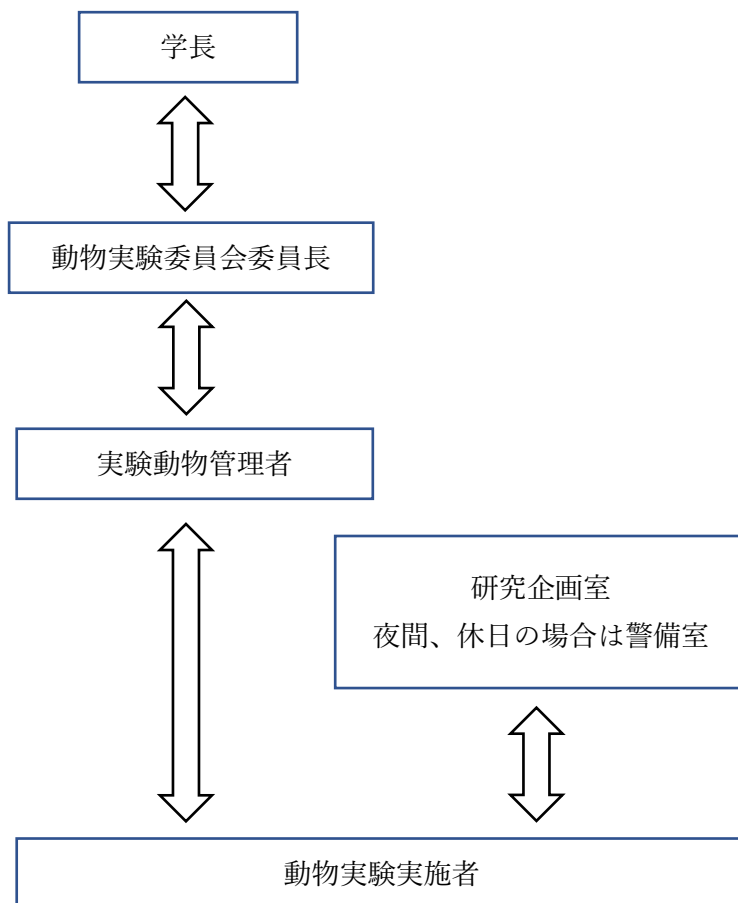 学長
動物実験委員会委員長
実験動物管理者
研究企画室
夜間、休日の場合は警備室
動物実験実施者